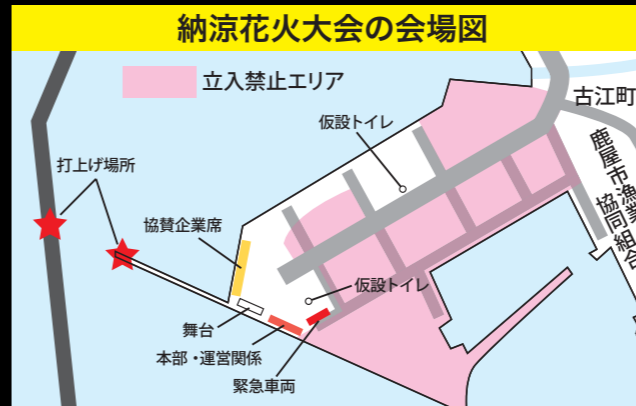 納涼花火大会の会場図
立入禁止エリア
古江町
仮設トイレ
打上げ場所
鹿屋市漁業
協同組合
協賛企業席
仮設トイレ
舞台
本部・運営関係
緊急車両